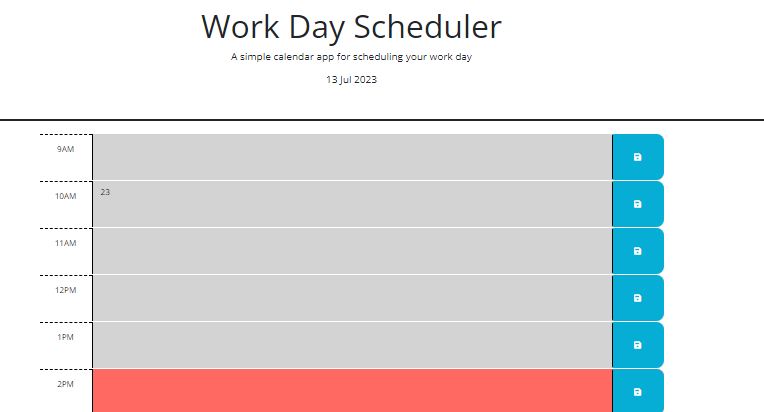 Work Day Scheduler
A simple calendar app for scheduling your work day
13 Jul 2023
9AM
10AM 23
11AM
12PM
1PM
2PM